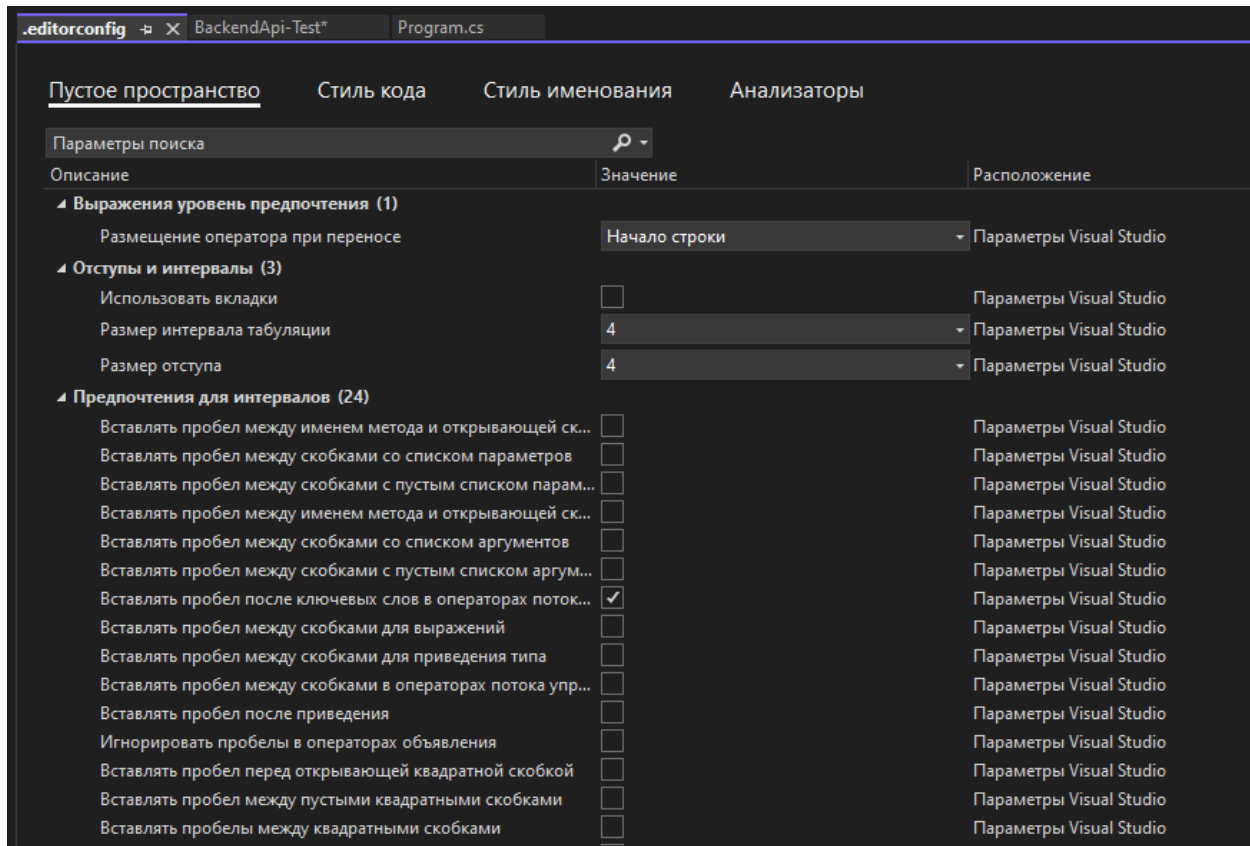 .editorconfig BackendApi-Test* Program.cs
Пустое пространство Стиль кода Стиль именования Анализаторы
Параметры поиска
Описание Значение Расположение
Выражения уровень предпочтения (1)
Размещение оператора при переносе Начало строки Параметры Visual Studio
Отступы и интервалы (3)
Использовать вкладки Параметры Visual Studio
Размер интервала табуляции 4 Параметры Visual Studio
Размер отступа 4 Параметры Visual Studio
Предпочтения для интервалов (24)
Вставлять пробел между именем метода и открывающей ск... Параметры Visual Studio
Вставлять пробел между скобками со списком параметров Параметры Visual Studio
Вставлять пробел между скобками с пустым списком парам... Параметры Visual Studio
Вставлять пробел между именем метода и открывающей ск... Параметры Visual Studio
Вставлять пробел между скобками со списком аргументов Параметры Visual Studio
Вставлять пробел между скобками с пустым списком аргум... Параметры Visual Studio
Вставлять пробел после ключевых слов в операторах поток... Параметры Visual Studio
Вставлять пробел между скобками для выражений Параметры Visual Studio
Вставлять пробел между скобками для приведения типа Параметры Visual Studio
Вставлять пробел между скобками в операторах потока упр... Параметры Visual Studio
Вставлять пробел после приведения Параметры Visual Studio
Игнорировать пробелы в операторах объявления Параметры Visual Studio
Вставлять пробел перед открывающей квадратной скобкой Параметры Visual Studio
Вставлять пробел между пустыми квадратными скобками Параметры Visual Studio
Вставлять пробелы между квадратными скобками Параметры Visual Studio